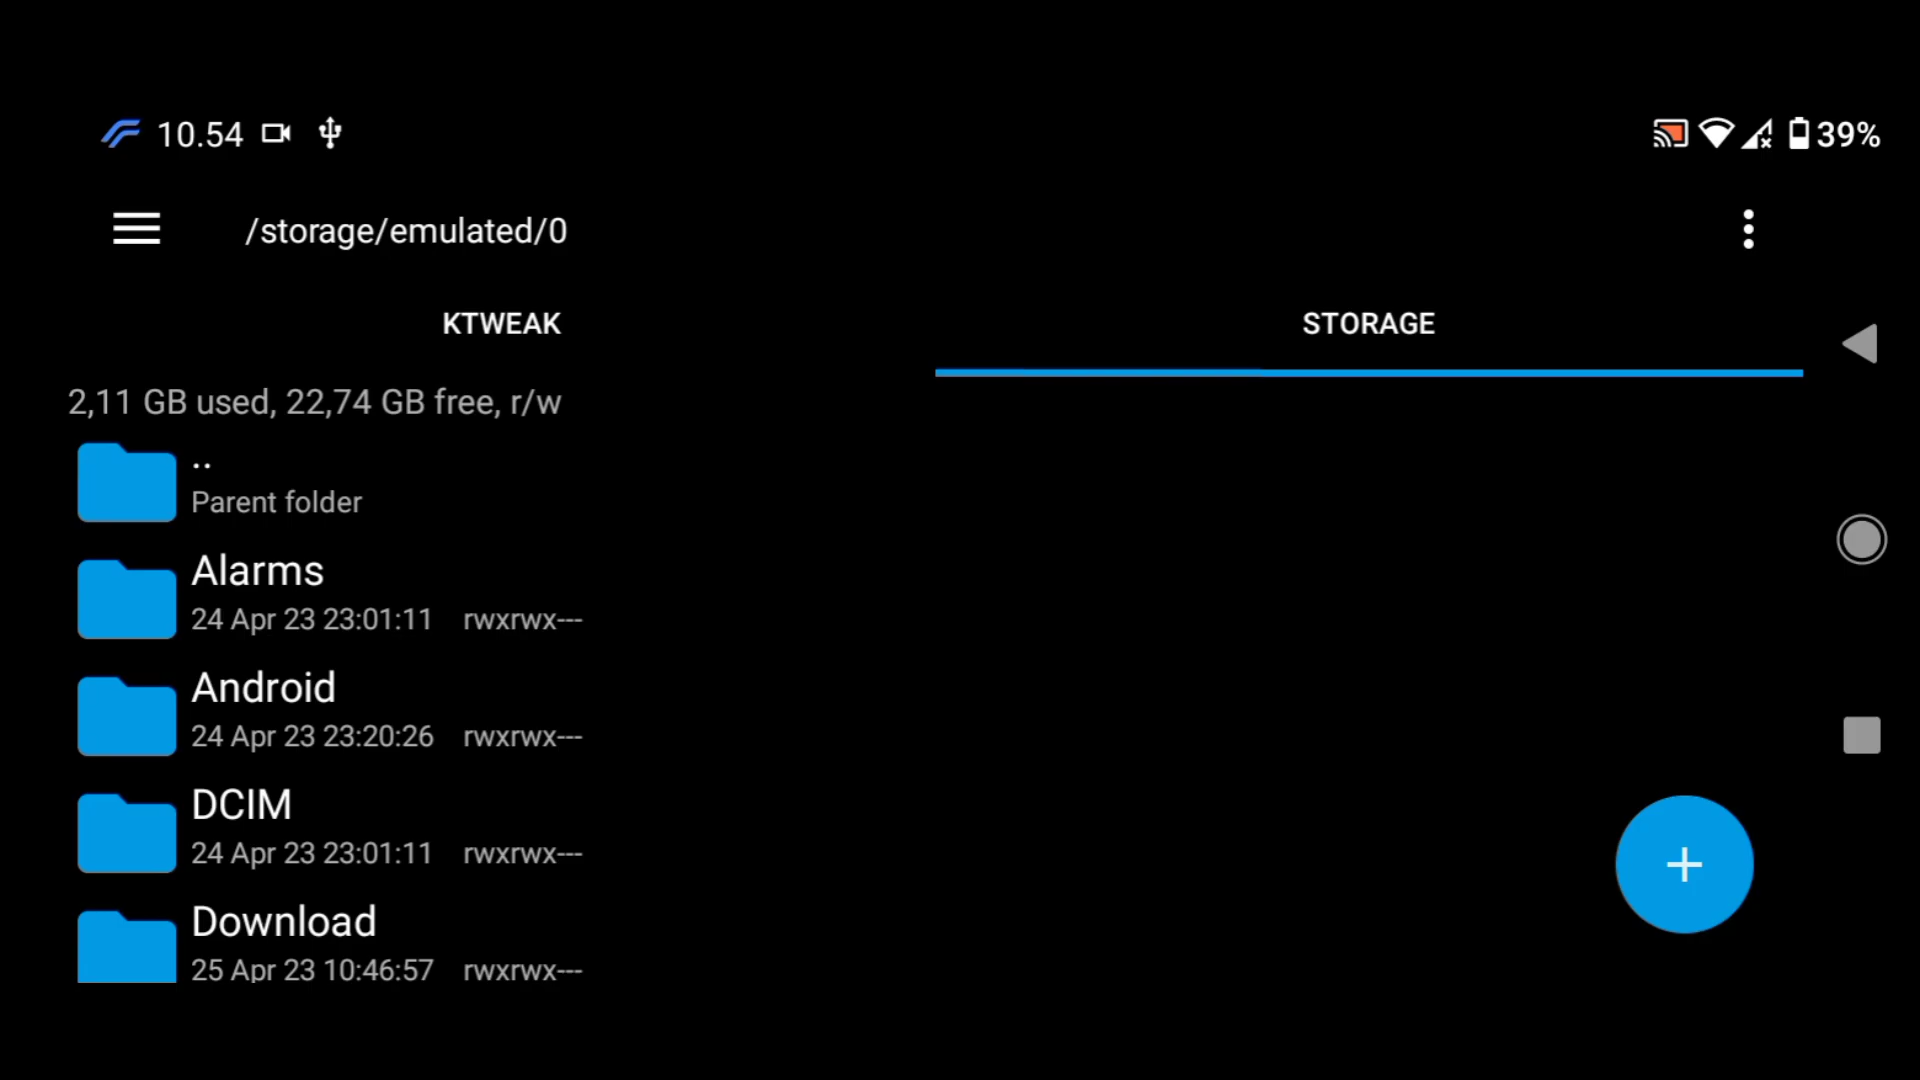 10.54
39%
/storage/emulated/0
KTWEAK
STORAGE
2,11 GB used, 22,74 GB free, r/w
..
Parent folder
Alarms
24 Apr 23 23:01:11 rwxrwx---
Android
24 Apr 23 23:20:26 rwxrwx---
DCIM
24 Apr 23 23:01:11 rwxrwx---
Download
25 Apr 23 10:46:57 rwxrwx---